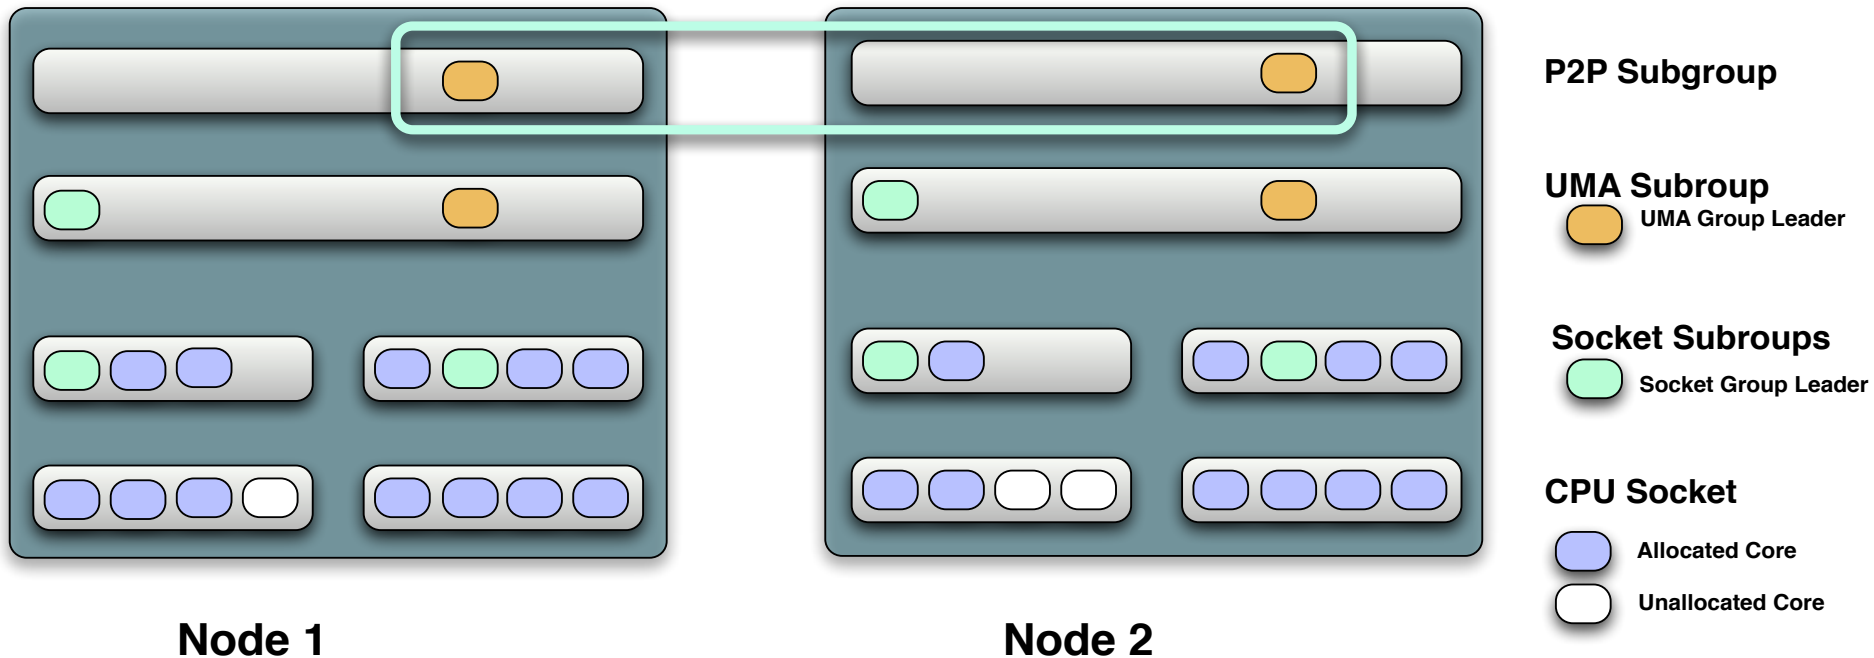 P2P Subgroup
UMA Subroup
UMA Group Leader
Socket Subroups
Socket Group Leader
CPU Socket
Allocated Core
Unallocated Core
Node 1
Node 2